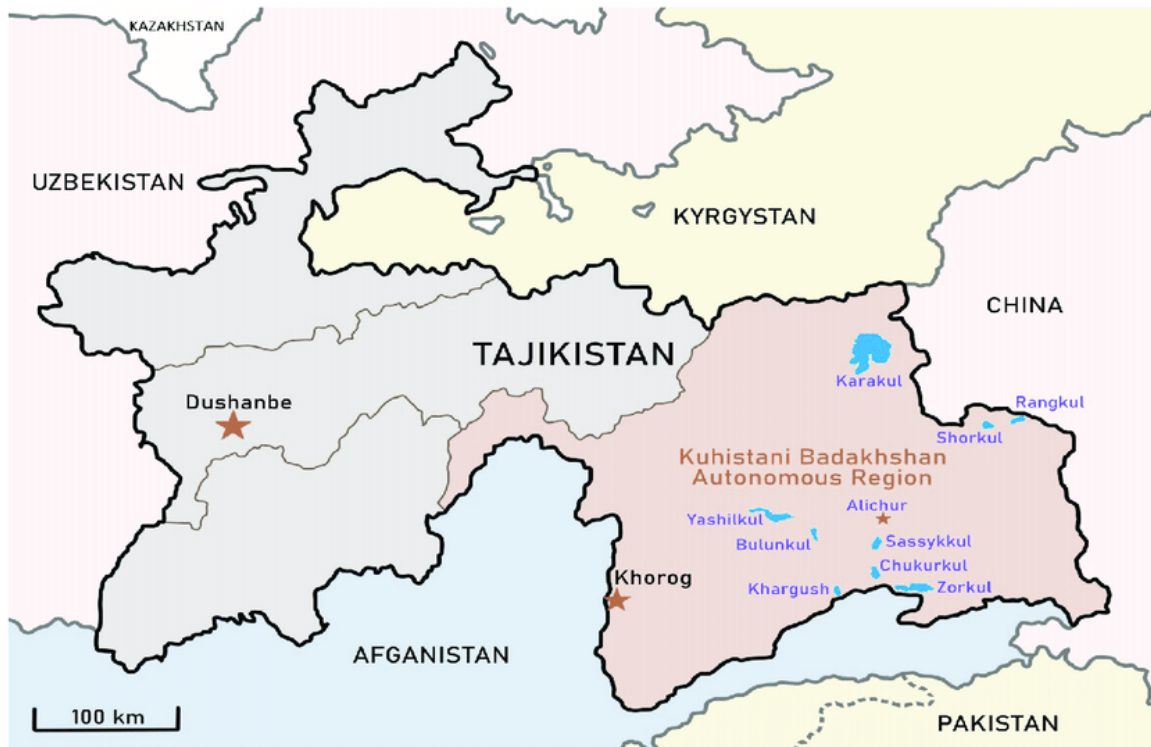 KAZAKHSTAN
UZBEKISTAN
KYRGYSTAN
CHINA
TAJIKISTAN
Karakul
Dushanbe
Rangkul
Shorkul
Kuhistani Badakhshan
Autonomous Region
Alichur
Yashilkul
Bulunkul
Sassykkul
Chukurkul
Khorog
Khargush
Zorkul
AFGANISTAN
100 km
PAKISTAN